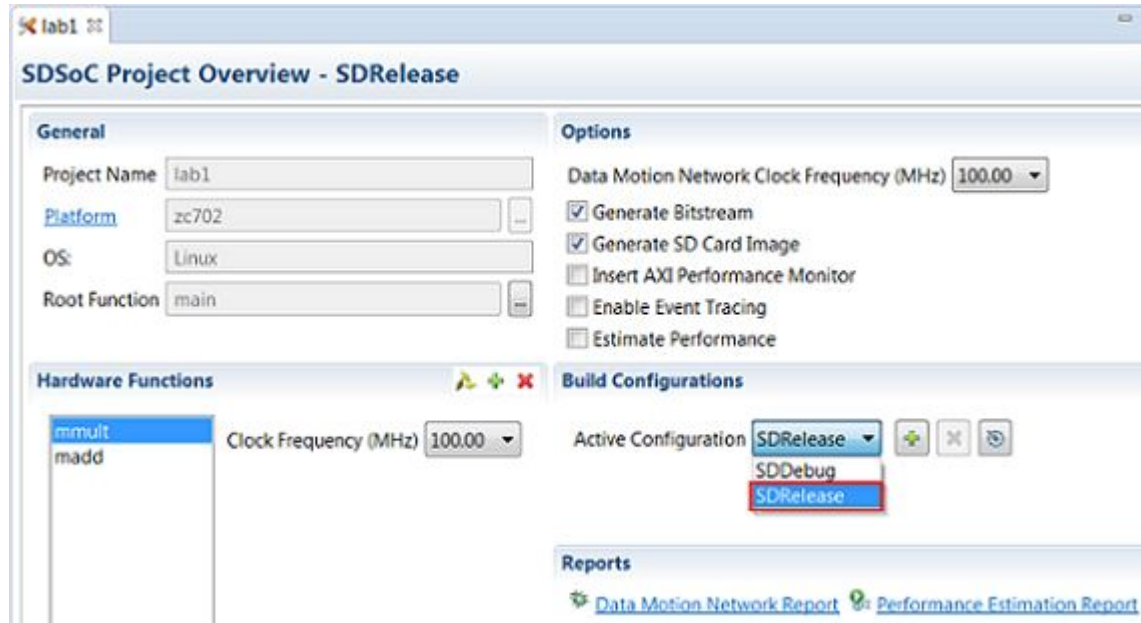 lab1
SDSoC Project Overview - SDRelease
General
Project Name lab1
Platform zc702 ...
OS: Linux
Root Function main ...
Options
Data Motion Network Clock Frequency (MHz) 100.00
Generate Bitstream
Generate SD Card Image
Insert AXI Performance Monitor
Enable Event Tracing
Estimate Performance
Hardware Functions
mmult
madd
Clock Frequency (MHz) 100.00
Build Configurations
Active Configuration SDRelease
SDDebug
SDRelease
Reports
Data Motion Network Report Performance Estimation Report